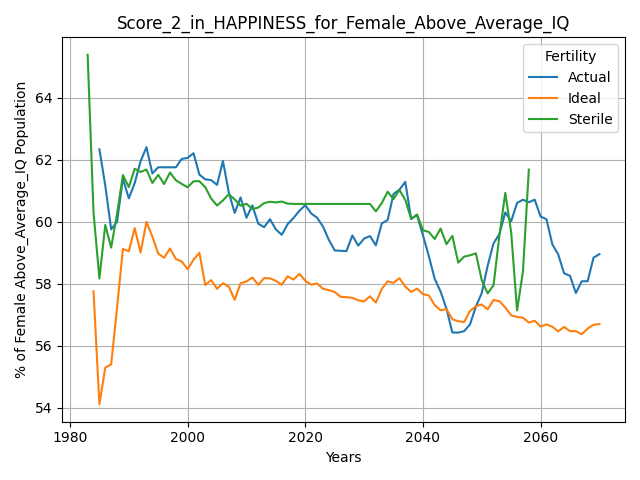 Score_2_in_HAPPINESS_for_Female_Above_Average_IQ
Fertility
Actual
Ideal
Sterile
% of Female Above_Average_IQ Population
64
62
60
58
56
54
1980
2000
2020
2040
2060
Years